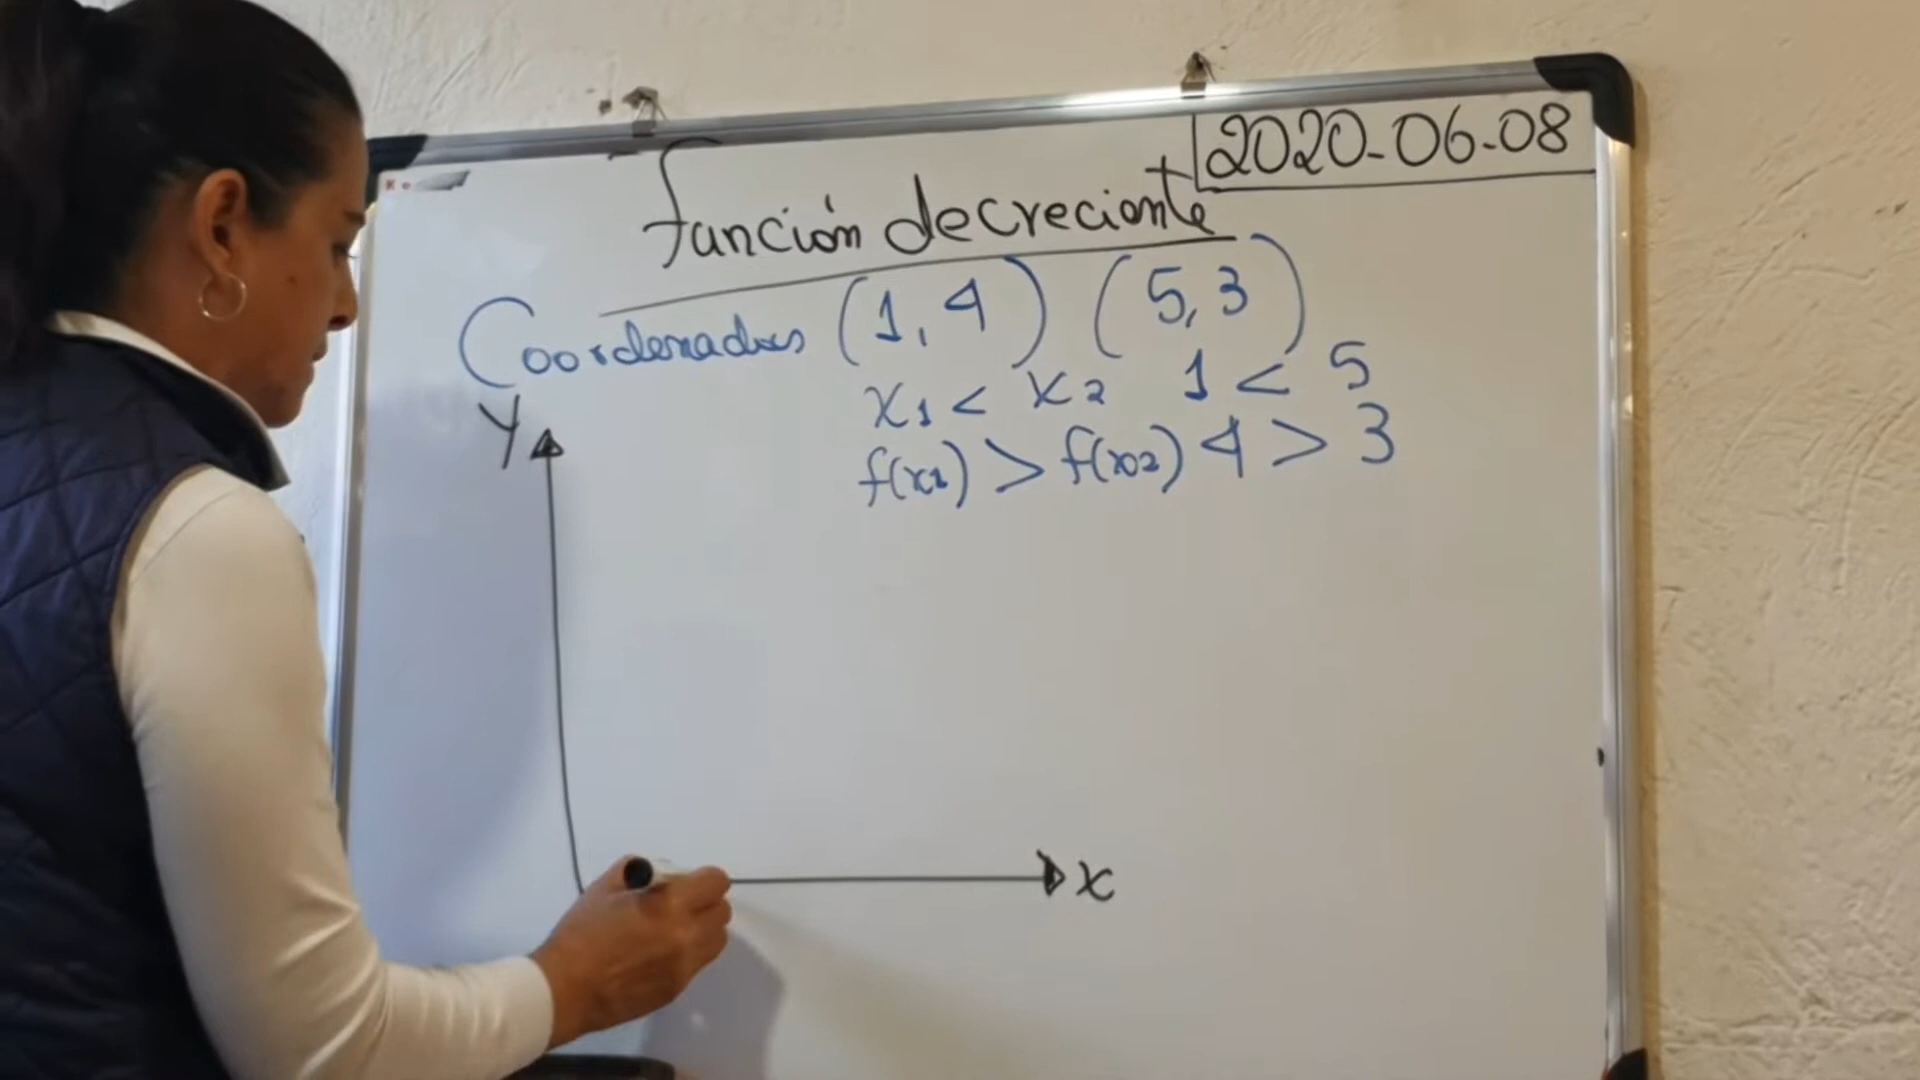 2020-06-08
Función decreciente
Coordenadas (1, 4) (5, 3)
x1 < x2 1 < 5
f(x1) > f(x2) 4 > 3
Y
x